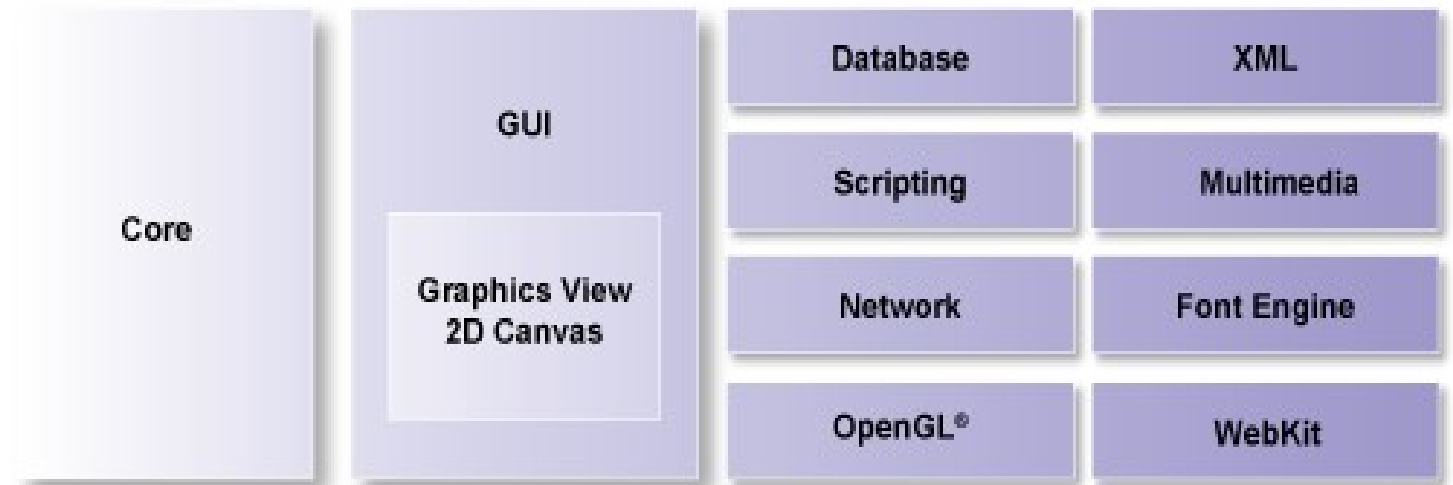 Core
GUI
Graphics View
2D Canvas
Database
XML
Scripting
Multimedia
Network
Font Engine
OpenGL®
WebKit